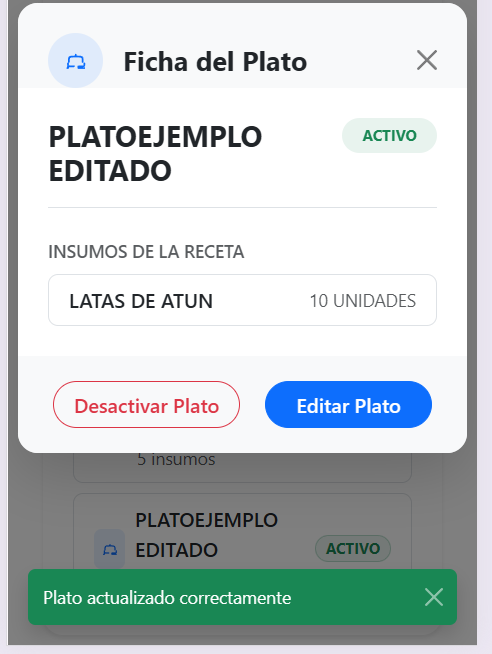 Ficha del Plato
PLATOEJEMPLO
EDITADO
ACTIVO
INSUMOS DE LA RECETA
LATAS DE ATUN
10 UNIDADES
Desactivar Plato
Editar Plato
5 insumos
PLATOEJEMPLO
EDITADO
ACTIVO
Plato actualizado correctamente